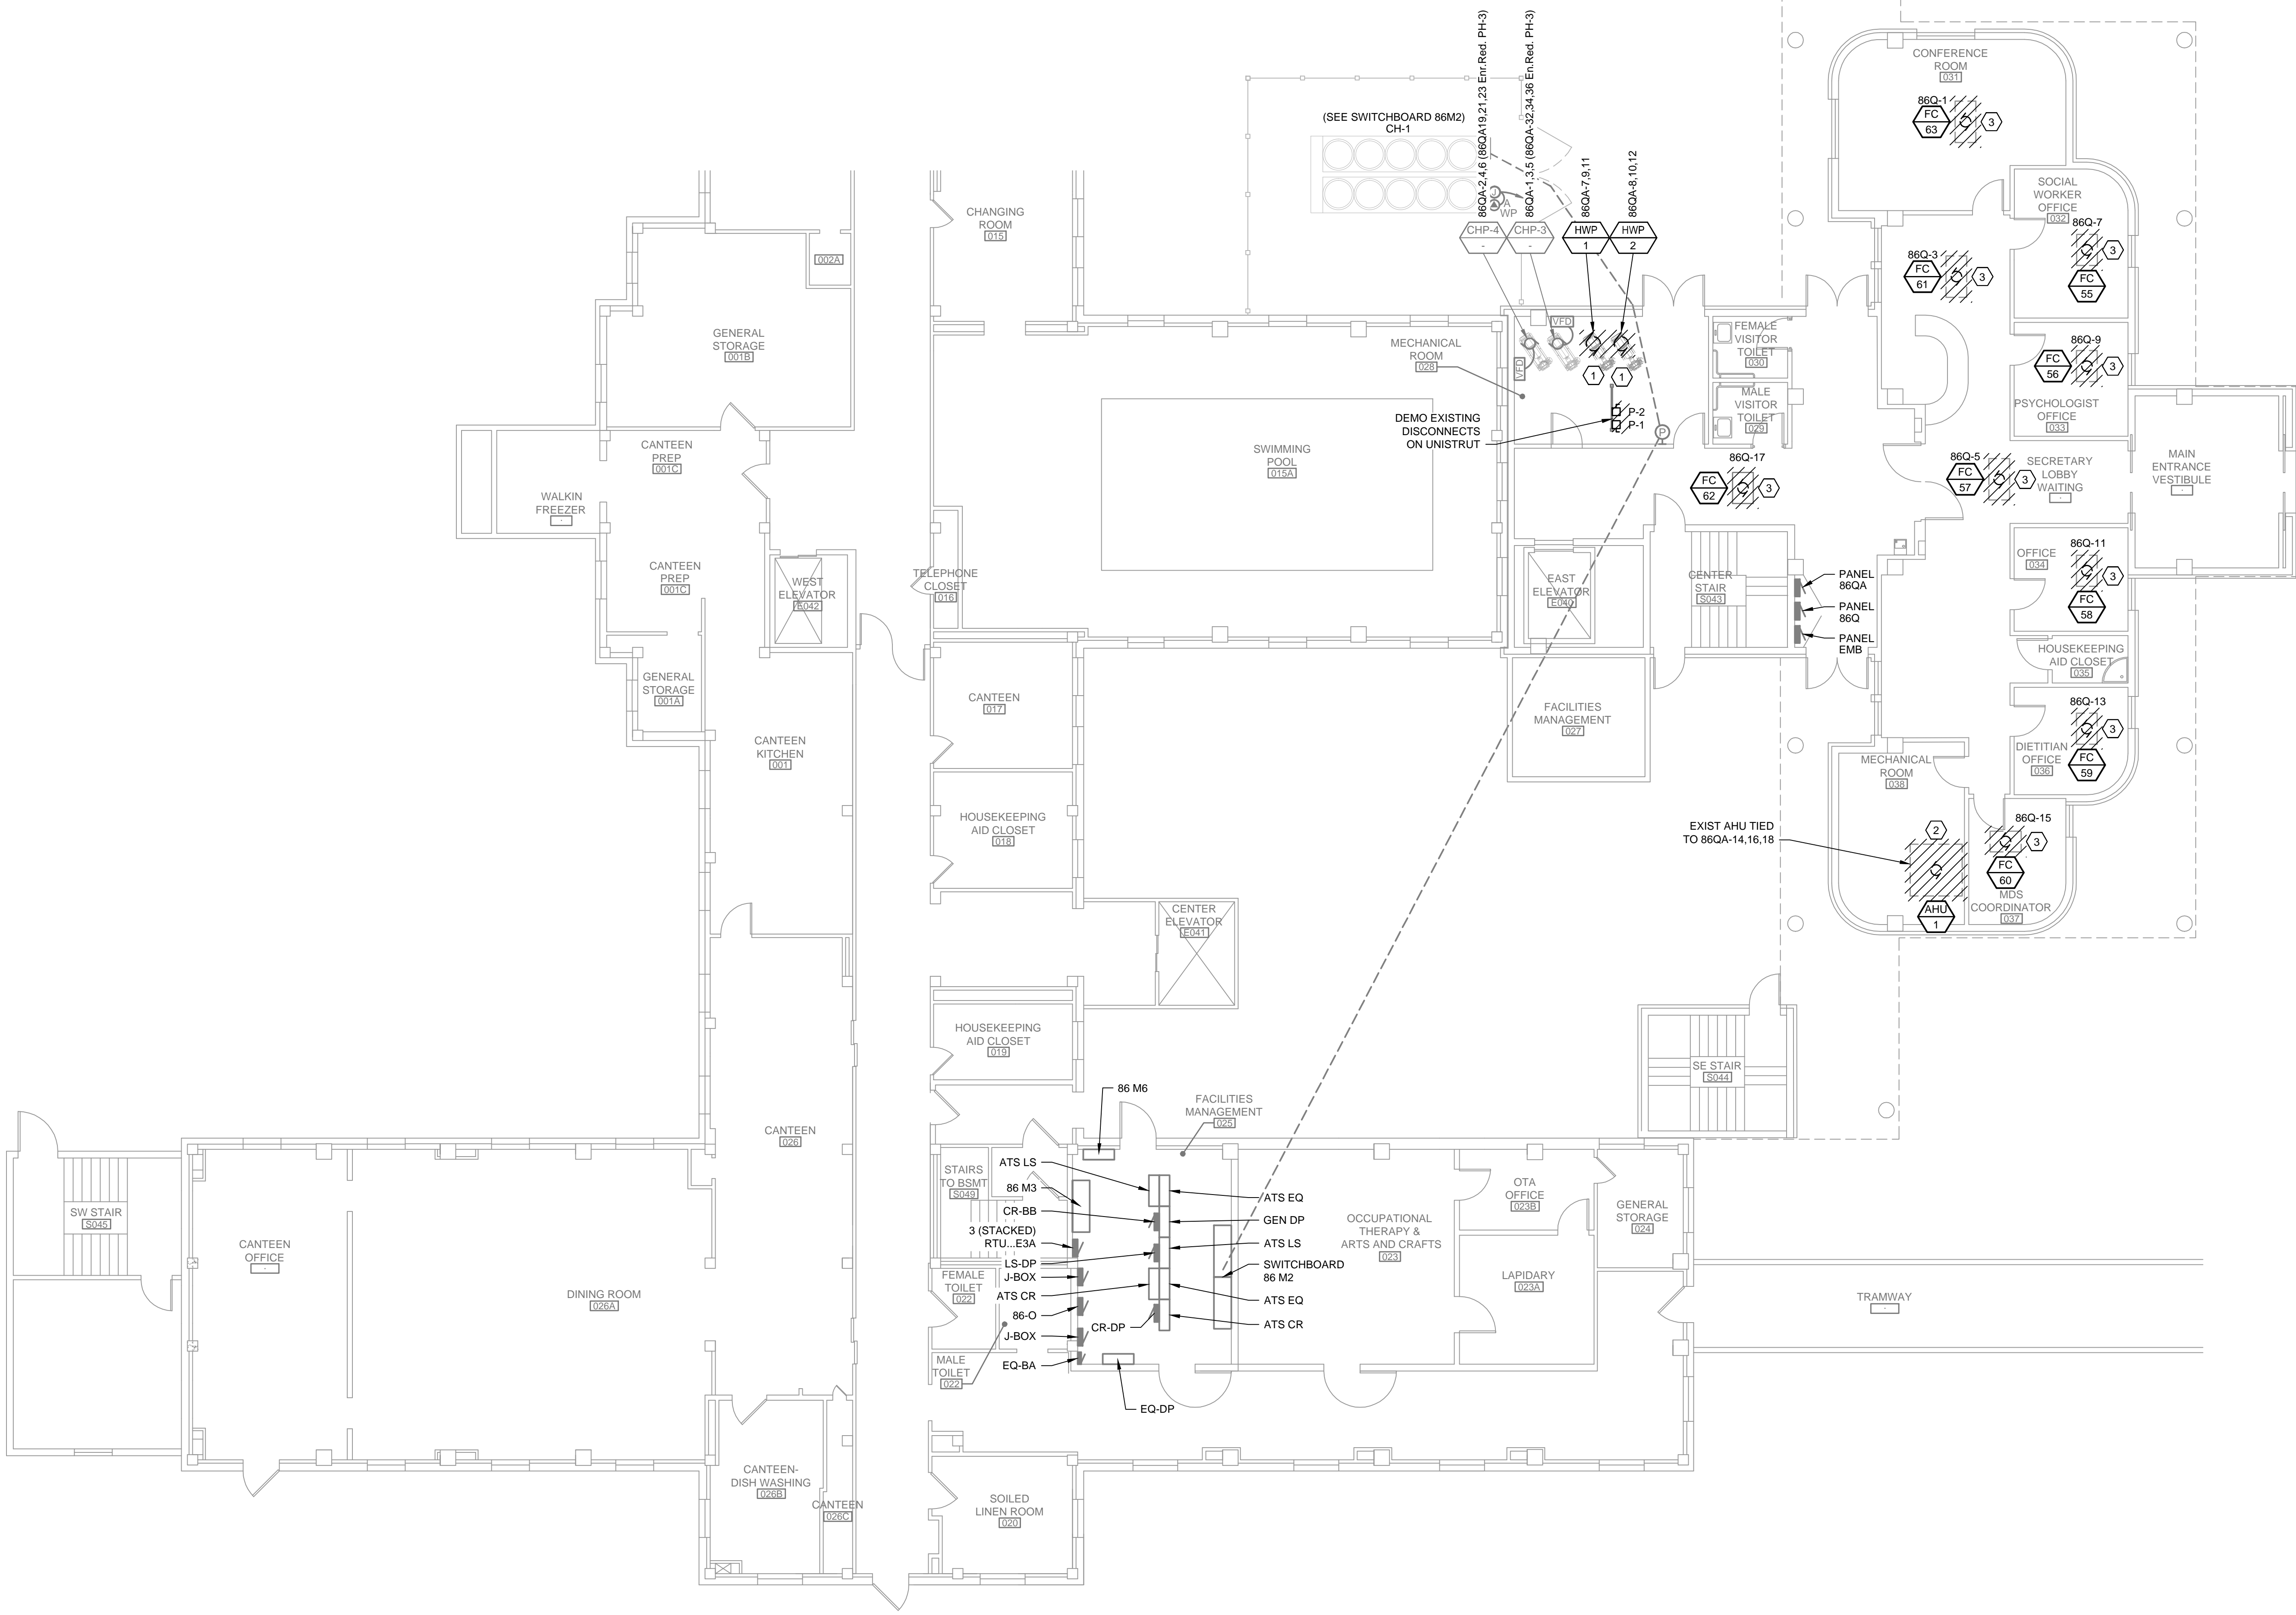 86QA-2,4,6 (86QA19,21,23 Enr.Red. PH-3)
86QA-1,3,5 (86QA-32,34,36 En.Red. PH-3)
86QA-7,9,11
86QA-8,10,12
(SEE SWITCHBOARD 86M2)
CH-1
J
A
WP
CHP-4
-
CHP-3
-
HWP
1
HWP
2
VFD
VFD
1
1
P-2
P-1
P
DEMO EXISTING
DISCONNECTS
ON UNISTRUT
MECHANICAL
ROOM
028
CONFERENCE
ROOM
031
86Q-1
FC
63
3
SOCIAL
WORKER
OFFICE
032
86Q-7
3
FC
55
86Q-3
FC
61
3
86Q-9
FC
56
3
PSYCHOLOGIST
OFFICE
033
FEMALE
VISITOR
TOILET
030
MALE
VISITOR
TOILET
029
86Q-17
FC
62
3
86Q-5
FC
57
3
SECRETARY
LOBBY
WAITING
-
MAIN
ENTRANCE
VESTIBULE
-
86Q-11
OFFICE
034
3
FC
58
HOUSEKEEPING
AID CLOSET
035
86Q-13
3
DIETITIAN
OFFICE
036
FC
59
MECHANICAL
ROOM
038
86Q-15
3
FC
60
MDS
COORDINATOR
037
2
AHU
1
EXIST AHU TIED
TO 86QA-14,16,18
PANEL
86QA
PANEL
86Q
PANEL
EMB
CENTER
STAIR
S043
EAST
ELEVATOR
E040
FACILITIES
MANAGEMENT
027
CHANGING
ROOM
015
002A
GENERAL
STORAGE
001B
CANTEEN
PREP
001C
WALKIN
FREEZER
-
SWIMMING
POOL
015A
CANTEEN
PREP
001C
WEST
ELEVATOR
E042
TELEPHONE
CLOSET
016
GENERAL
STORAGE
001A
CANTEEN
017
CANTEEN
KITCHEN
001
HOUSEKEEPING
AID CLOSET
018
CENTER
ELEVATOR
E041
HOUSEKEEPING
AID CLOSET
019
SE STAIR
S044
86 M6
FACILITIES
MANAGEMENT
025
CANTEEN
026
STAIRS
TO BSMT
S049
ATS LS
86 M3
CR-BB
3 (STACKED)
RTU...E3A
LS-DP
J-BOX
ATS CR
86-O
J-BOX
CR-DP
EQ-BA
EQ-DP
ATS EQ
GEN DP
ATS LS
SWITCHBOARD
86 M2
ATS EQ
ATS CR
FEMALE
TOILET
022
MALE
TOILET
022
OCCUPATIONAL
THERAPY &
ARTS AND CRAFTS
023
OTA
OFFICE
023B
GENERAL
STORAGE
024
LAPIDARY
023A
TRAMWAY
-
SW STAIR
S045
CANTEEN
OFFICE
-
DINING ROOM
026A
CANTEEN-
DISH WASHING
026B
CANTEEN
026C
SOILED
LINEN ROOM
020